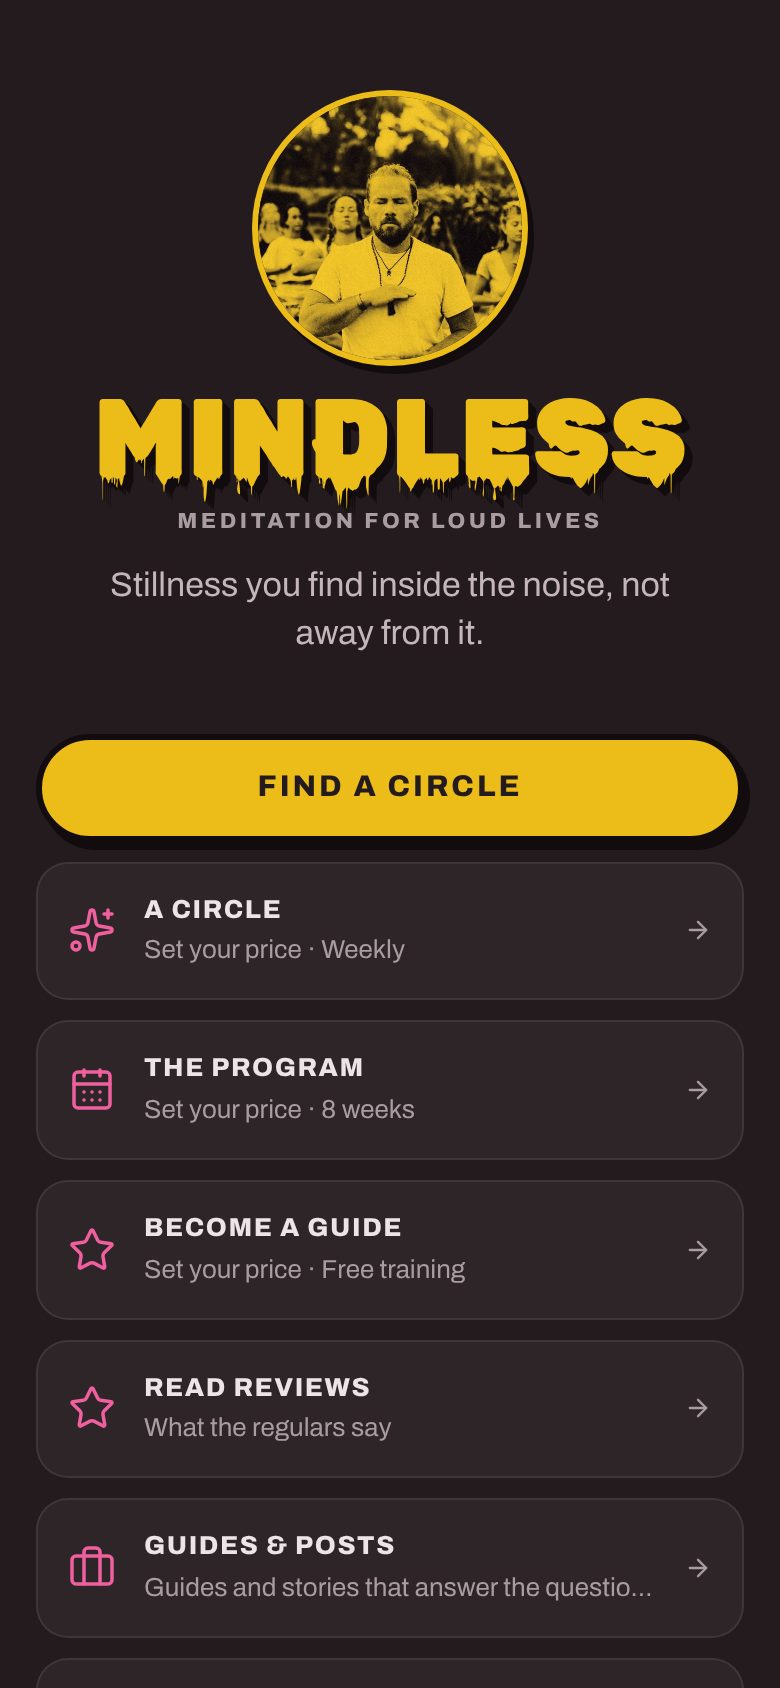 MINDLESS
MEDITATION FOR LOUD LIVES
Stillness you find inside the noise, not
away from it.
FIND A CIRCLE
A CIRCLE
Set your price · Weekly
THE PROGRAM
Set your price · 8 weeks
BECOME A GUIDE
Set your price · Free training
READ REVIEWS
What the regulars say
GUIDES & POSTS
Guides and stories that answer the questio...